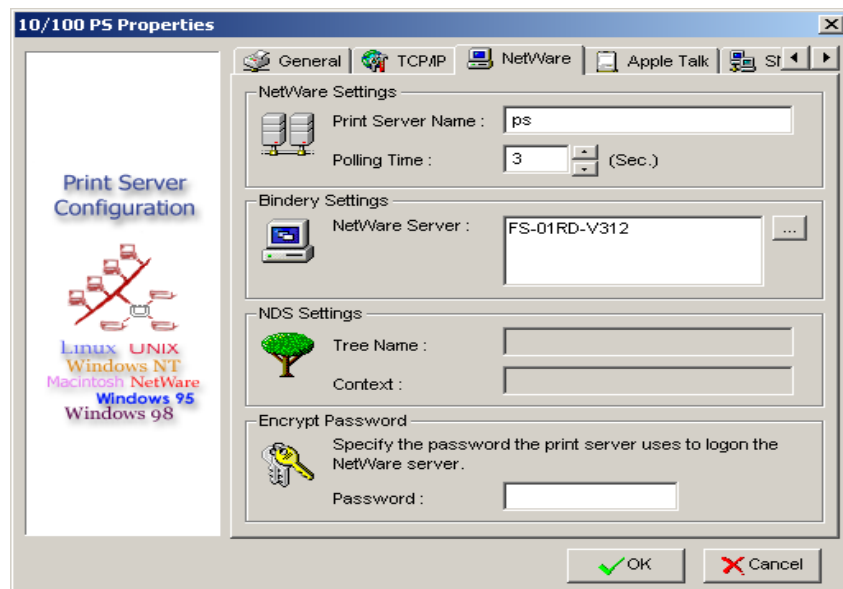 10/100 PS Properties
General
TCP/IP
NetWare
Apple Talk
St
Print Server
Configuration
Linux UNIX
Windows NT
Macintosh NetWare
Windows 95
Windows 98
NetWare Settings
Print Server Name : ps
Polling Time : 3 (Sec.)
Bindery Settings
NetWare Server : FS-01RD-V312 ...
NDS Settings
Tree Name :
Context :
Encrypt Password
Specify the password the print server uses to logon the
NetWare server.
Password :
OK
Cancel